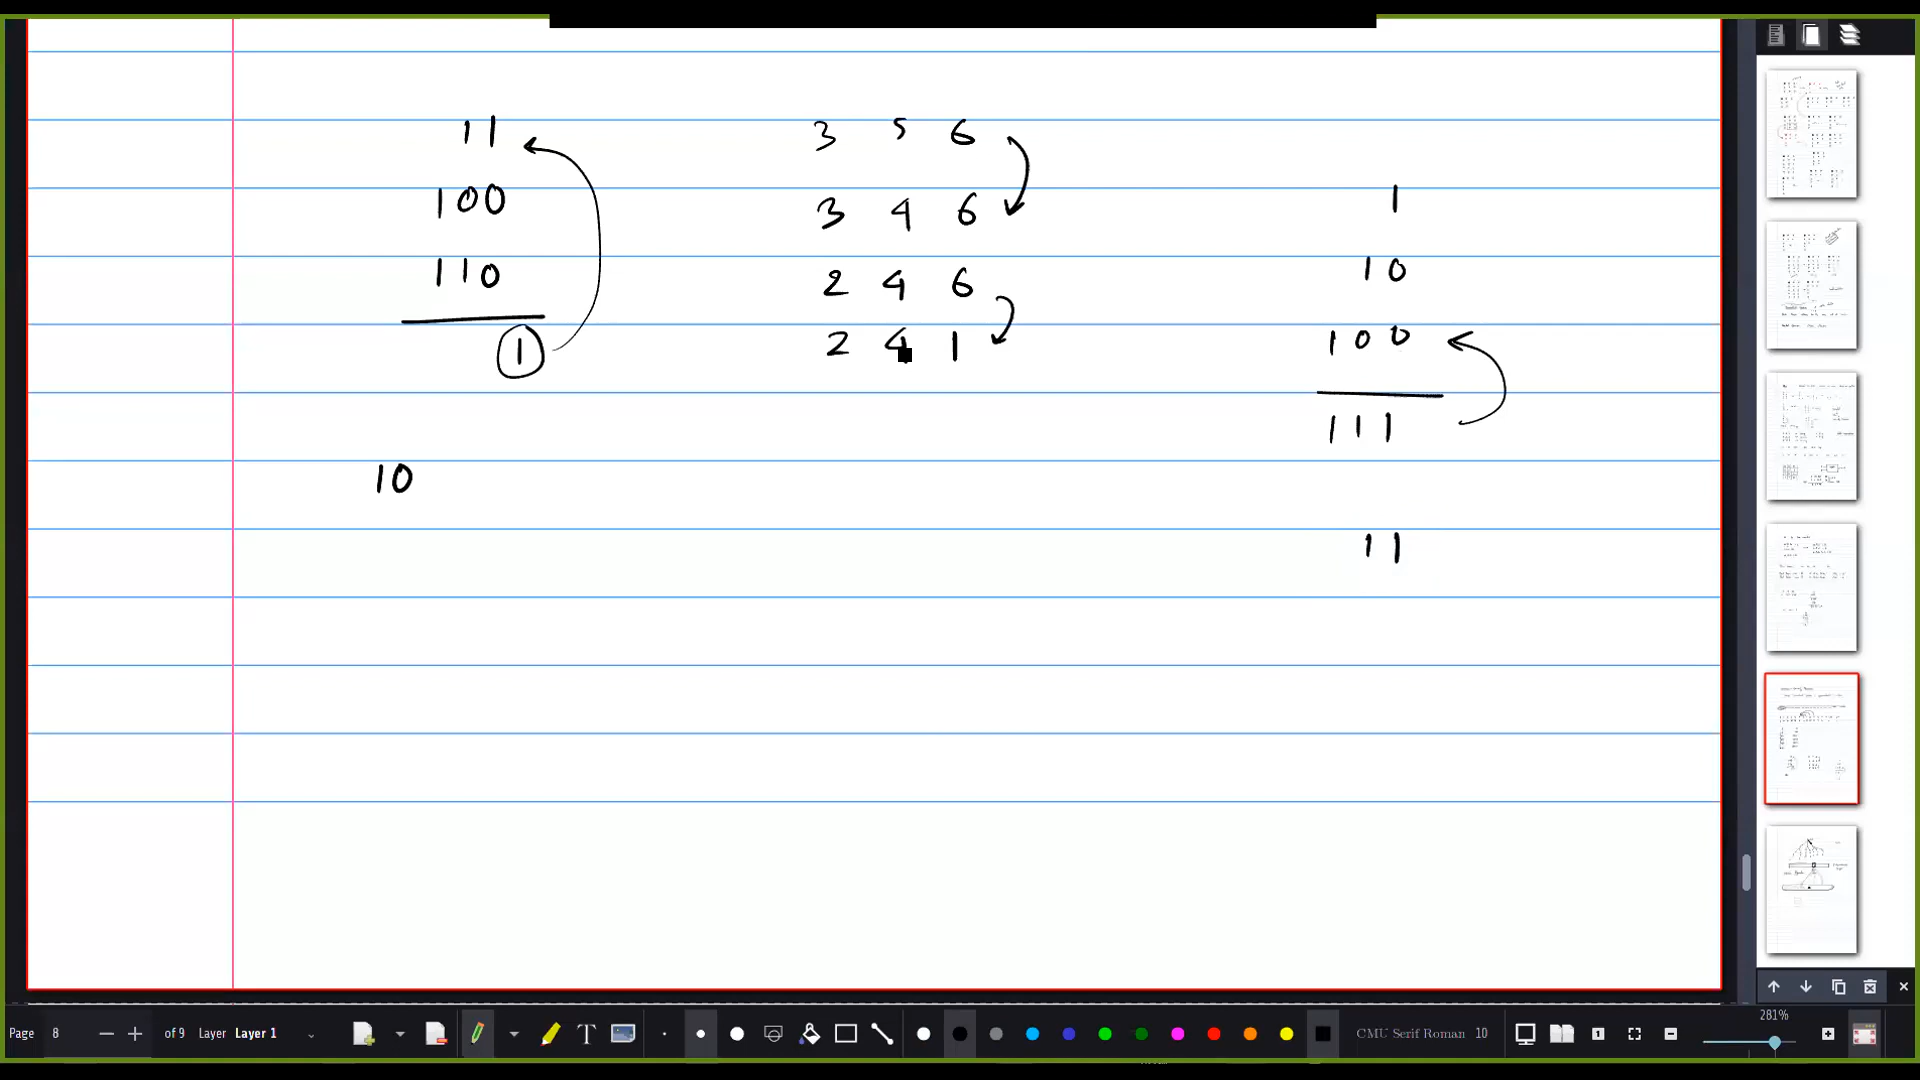 11
100
110
1
10
3 5 6
3 4 6
2 4 6
2 4 1
1
10
100
111
11
Page 8 of 9 Layer Layer 1
T
CMU Serif Roman 10
281%